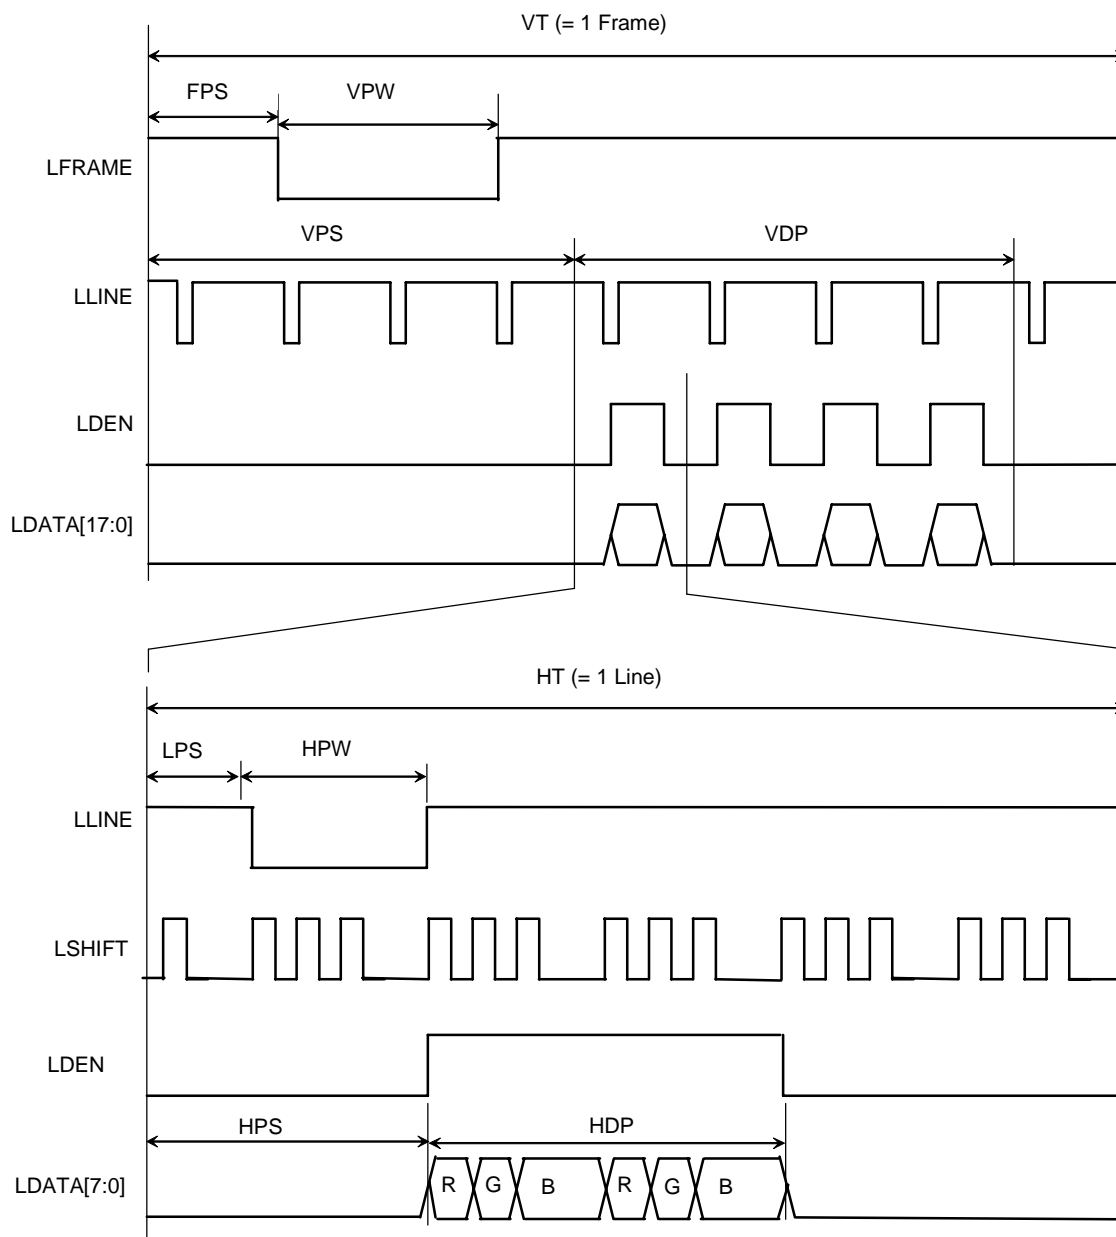 VT (= 1 Frame)
FPS
VPW
LFRAME
VPS
VDP
LLINE
LDEN
LDATA[17:0]
HT (= 1 Line)
LPS
HPW
LLINE
LSHIFT
LDEN
HPS
HDP
LDATA[7:0]
R G B R G B